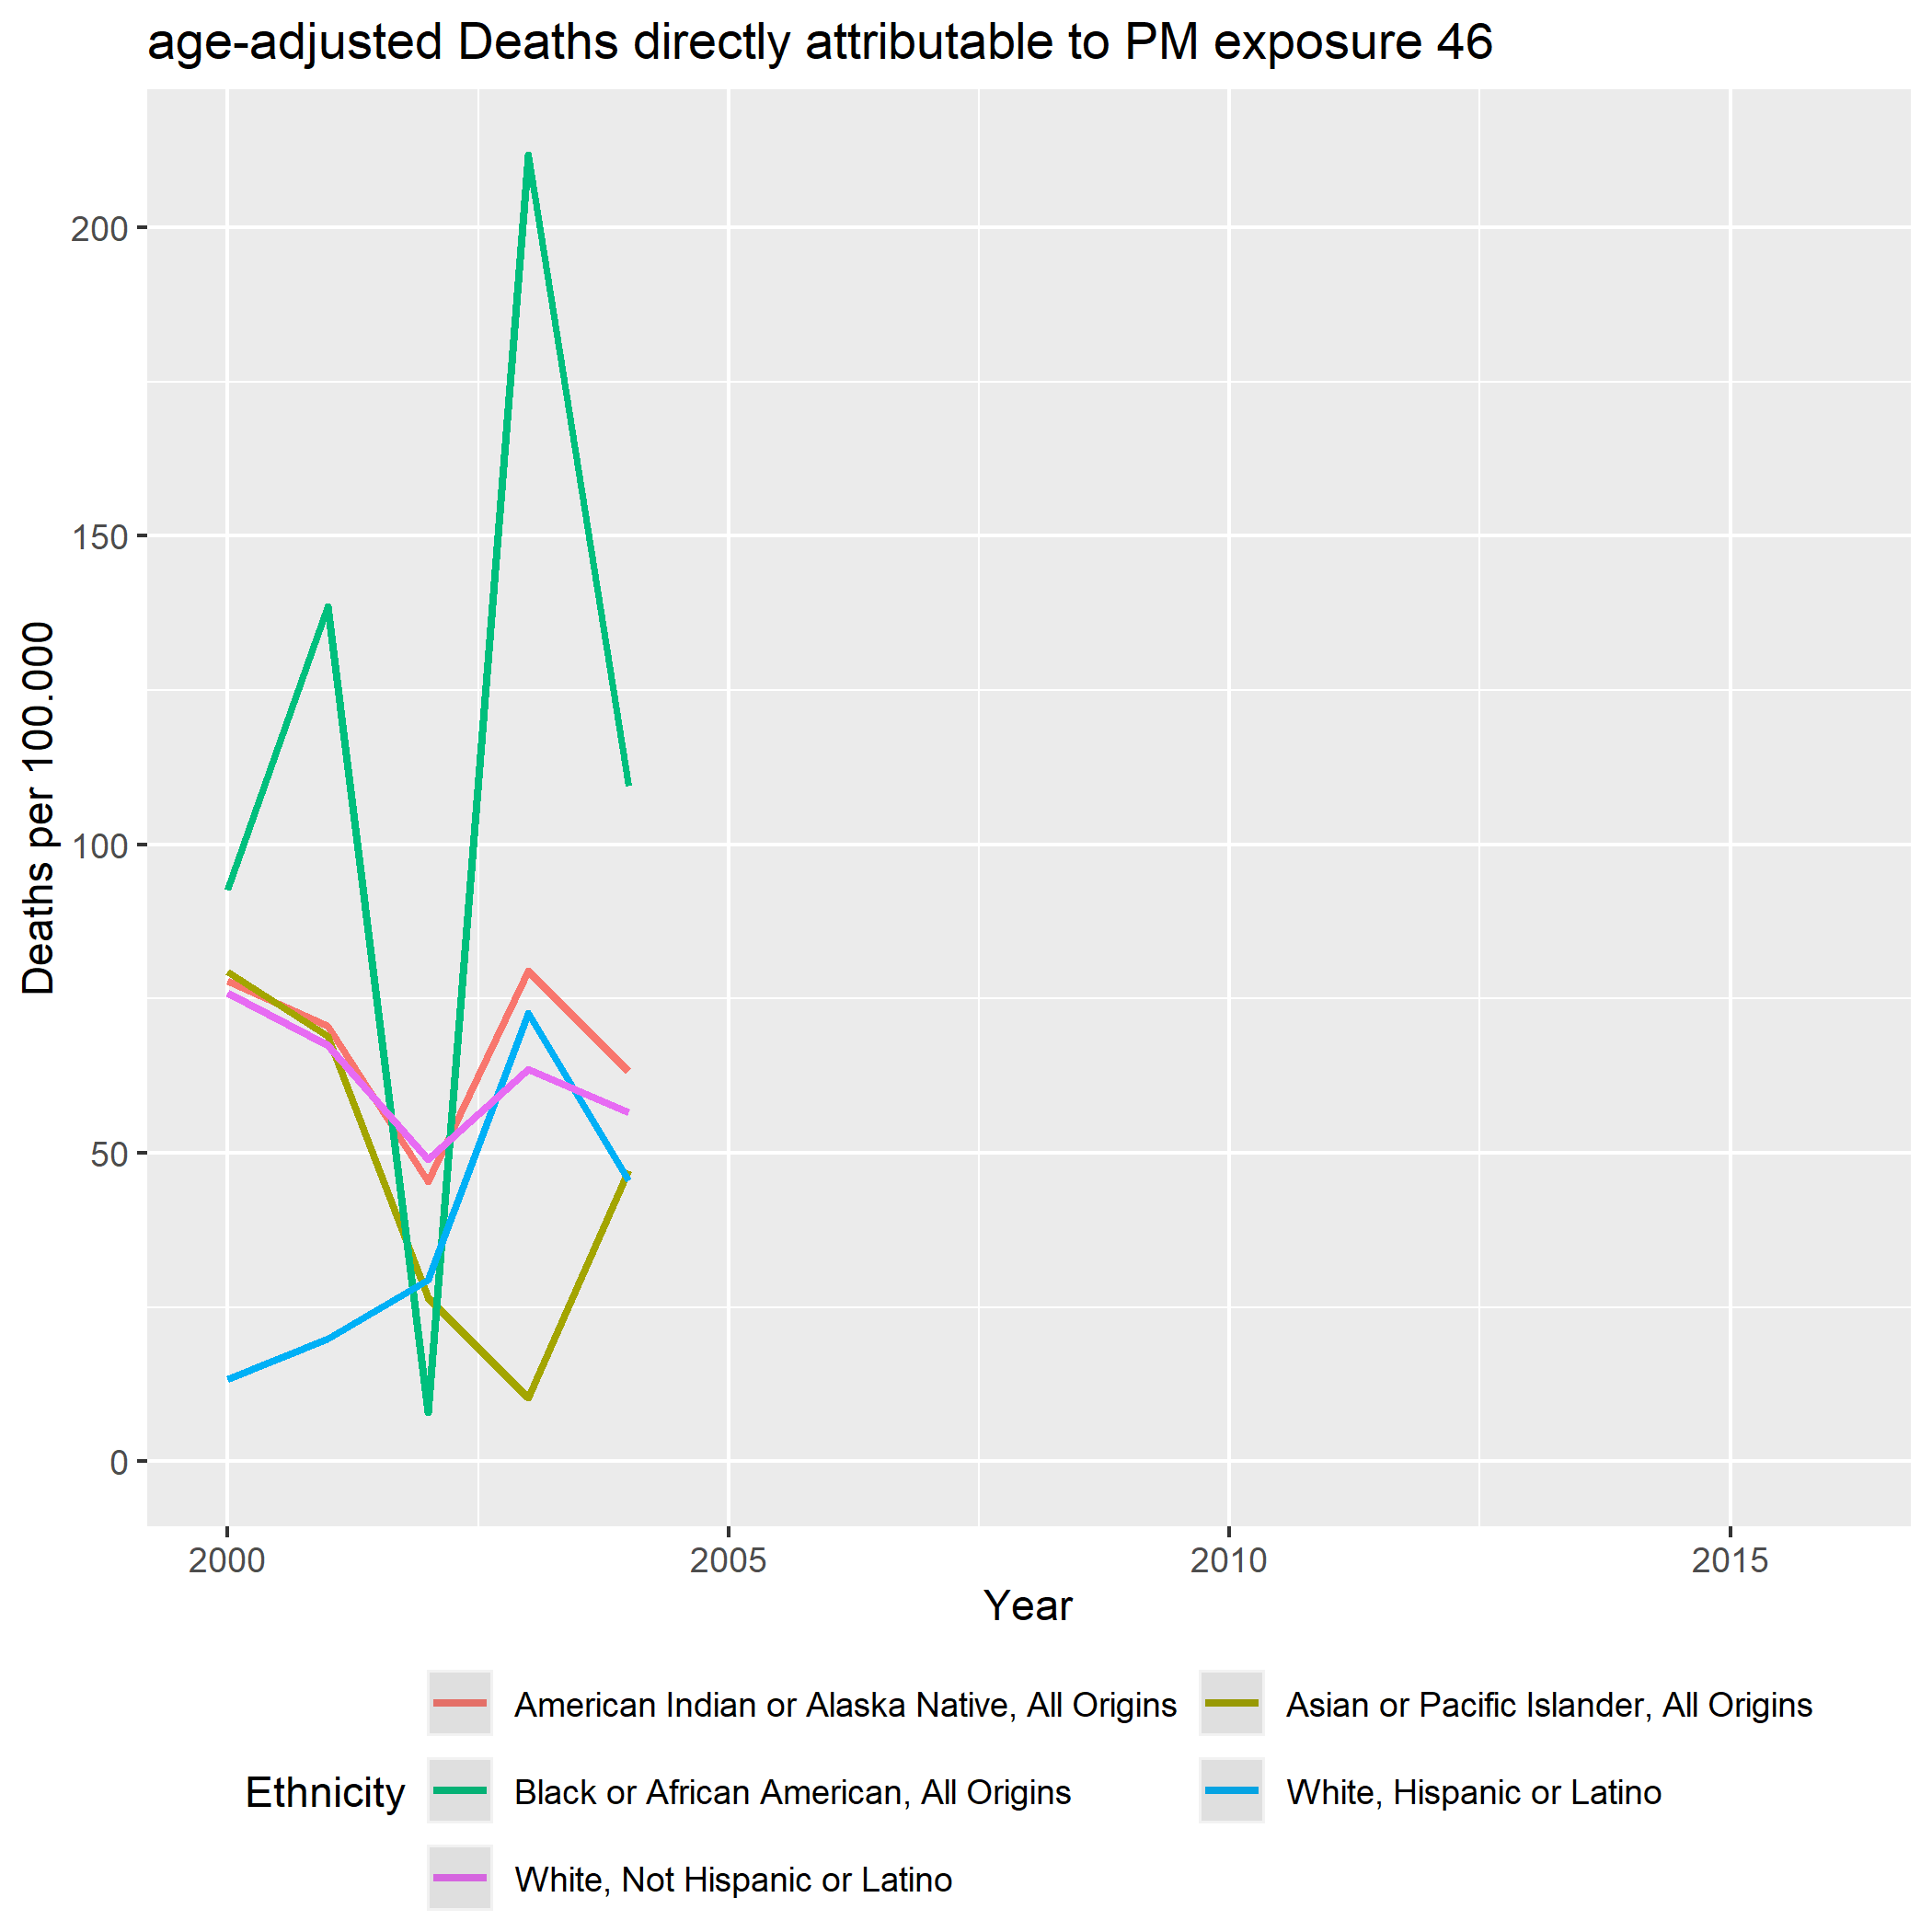 age-adjusted Deaths directly attributable to PM exposure 46
Deaths per 100.000
200
150
100
50
0
2000 2005 2010 2015
Year
Ethnicity
American Indian or Alaska Native, All Origins Asian or Pacific Islander, All Origins
Black or African American, All Origins White, Hispanic or Latino
White, Not Hispanic or Latino